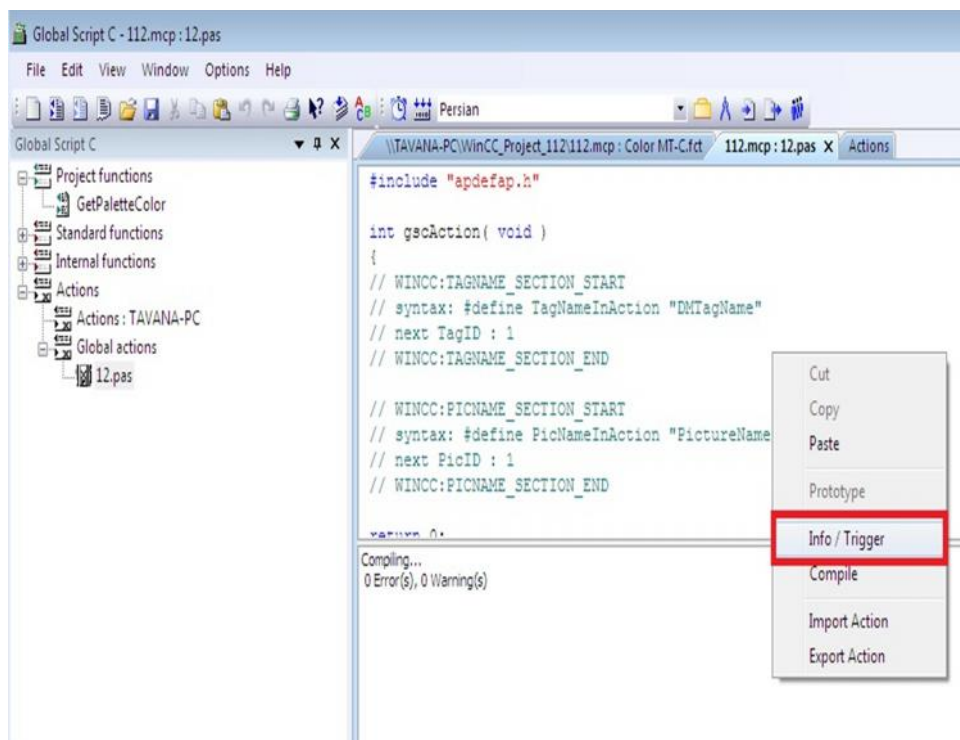 Global Script C - 112.mcp : 12.pas
File Edit View Window Options Help
Persian
Global Script C
Project functions
GetPaletteColor
Standard functions
Internal functions
Actions
Actions : TAVANA-PC
Global actions
12.pas
\\TAVANA-PC\WinCC_Project_112\112.mcp : Color MT-C.fct
112.mcp : 12.pas X
Actions
#include "apdefap.h"
int gscAction( void )
{
// WINCC:TAGNAME_SECTION_START
// syntax: #define TagNameInAction "DMTagName"
// next TagID : 1
// WINCC:TAGNAME_SECTION_END
// WINCC:PICNAME_SECTION_START
// syntax: #define PicNameInAction "PictureName
// next PicID : 1
// WINCC:PICNAME_SECTION_END
return 0;
Compiling...
0 Error(s), 0 Warning(s)
Cut
Copy
Paste
Prototype
Info / Trigger
Compile
Import Action
Export Action